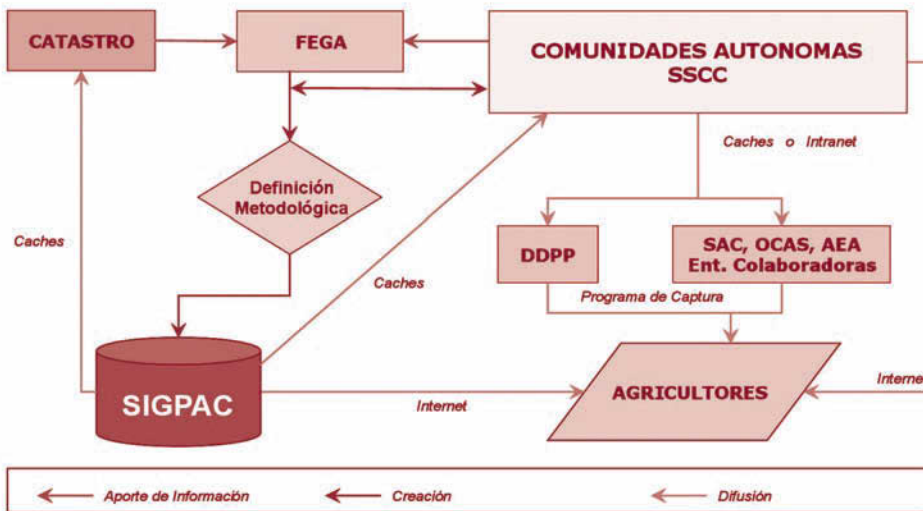 CATASTRO
FEGA
COMUNIDADES AUTONOMAS
SSCC
Caches o Intranet
Definición
Metodológica
Caches
DDPP
SAC, OCAS, AEA
Ent. Colaboradoras
Caches
Programa de Captura
SIGPAC
AGRICULTORES
Internet
Interne
Aporte de Información
Creación
Difusión